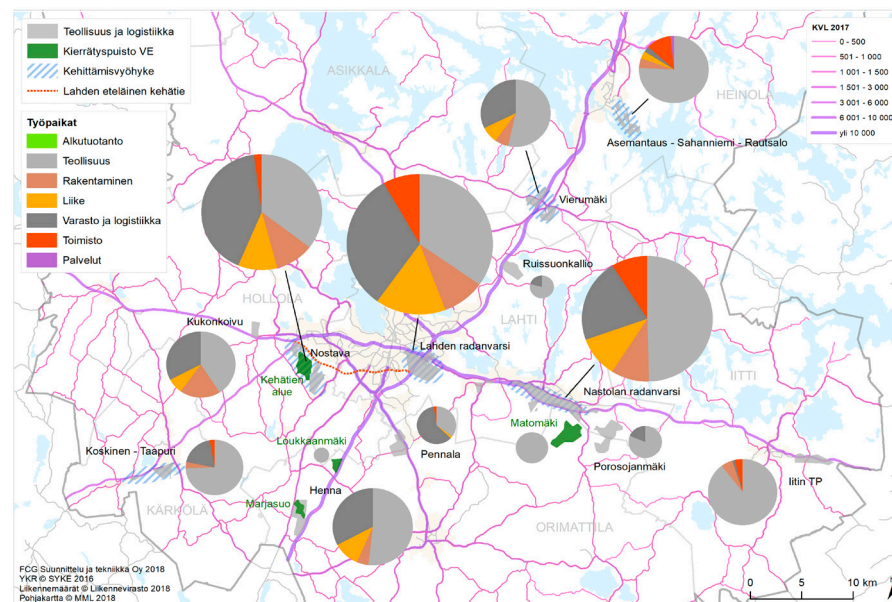 Teollisuus ja logistiikka
Kierrätyspuisto VE
Kehittämisvyöhyke
Lahden eteläinen kehätie
Työpaikat
Alkutuotanto
Teollisuus
Rakentaminen
Liike
Varasto ja logistiikka
Toimisto
Palvelut
KVL 2017
0 - 500
501 - 1 000
1 001 - 1 500
1 501 - 3 000
3 001 - 6 000
6 001 - 10 000
yli 10 000
ASIKKALA
HEINOLA
Asemantaus - Sahanniemi - Rautsalo
Vierumäki
Ruissuonkallio
HOLLOLA
LAHTI
Kukonkoivu
Nostava
Lahden radanvarsi
IITTI
Kehätien
alue
Nastolan radanvarsi
Matomäki
Loukkaanmäki
Koskinen - Taapuri
Pennala
Porosojanmäki
Iitin TP
Henna
Marjasuo
KÄRKÖLÄ
ORIMATTILA
FCG Suunnittelu ja tekniikka Oy 2018
YKR © SYKE 2016
Liikennemäärät © Liikennevirasto 2018
Pohjakartta © MML 2018
0 5 10 km